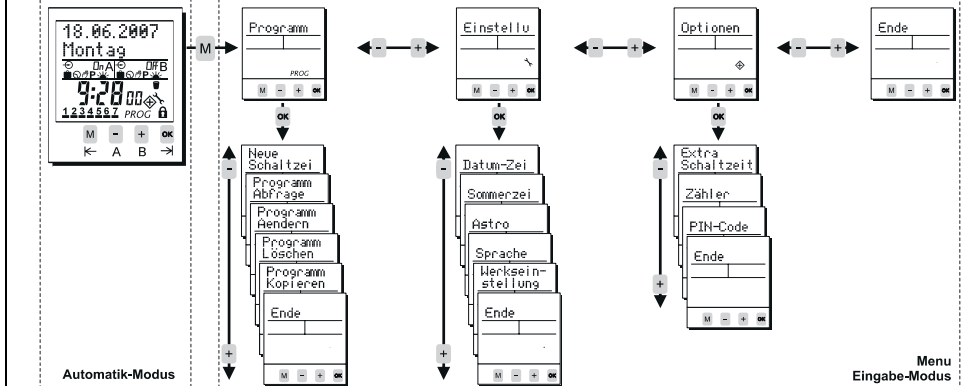 18.06.2007
Montag
On A Off B
P P
9:28 00
1 2 3 4 5 6 7 PROG
M - + OK
A B
Automatik-Modus
M
Programm
PROG
M - + OK
- +
Einstellu
M - + OK
- +
Optionen
M - + OK
- +
Ende
M - + OK
OK
OK
OK
-
Neue
Schaltzei
Programm
Abfrage
Programm
Aendern
Programm
Löschen
Programm
Kopieren
Ende
M - + OK
+
-
Datum-Zei
Sommerzei
Astro
Sprache
Werksein-
stellung
Ende
M - + OK
+
-
Extra
Schaltzeit
Zähler
PIN-Code
Ende
M - + OK
+
Menu
Eingabe-Modus